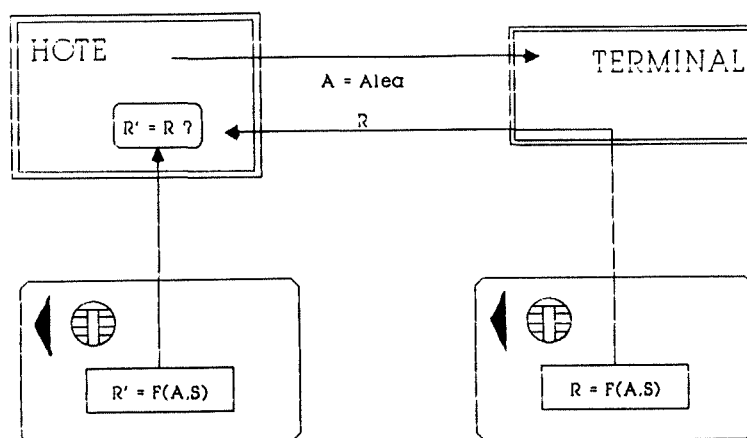 HOTE
TERMINAL
A = Alea
R' = R ?
R
R' = F(A,S)
R = F(A,S)